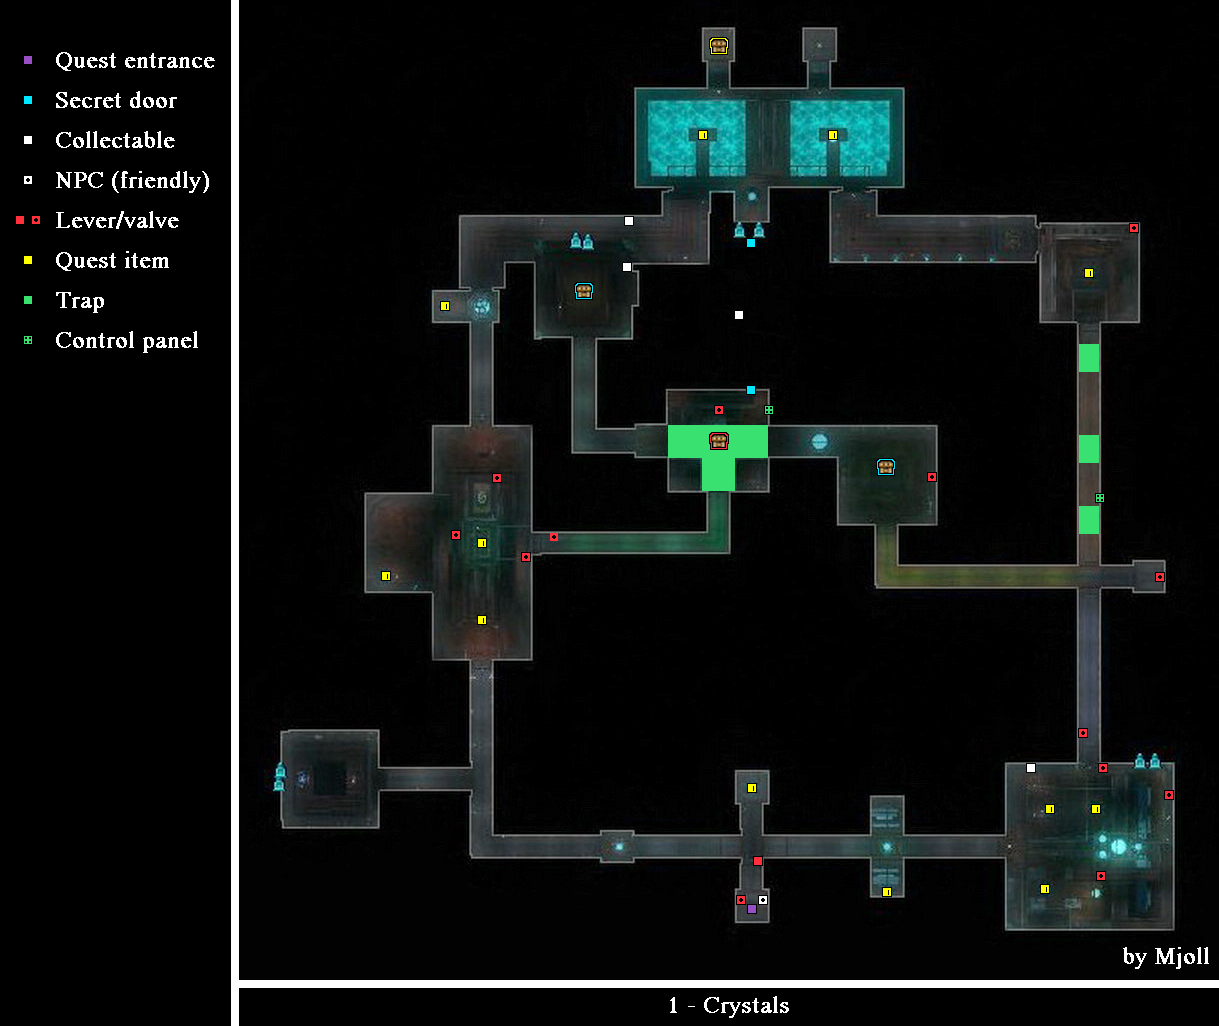 Quest entrance
Secret door
Collectable
NPC (friendly)
Lever/valve
Quest item
Trap
Control panel
by Mjoll
1 - Crystals